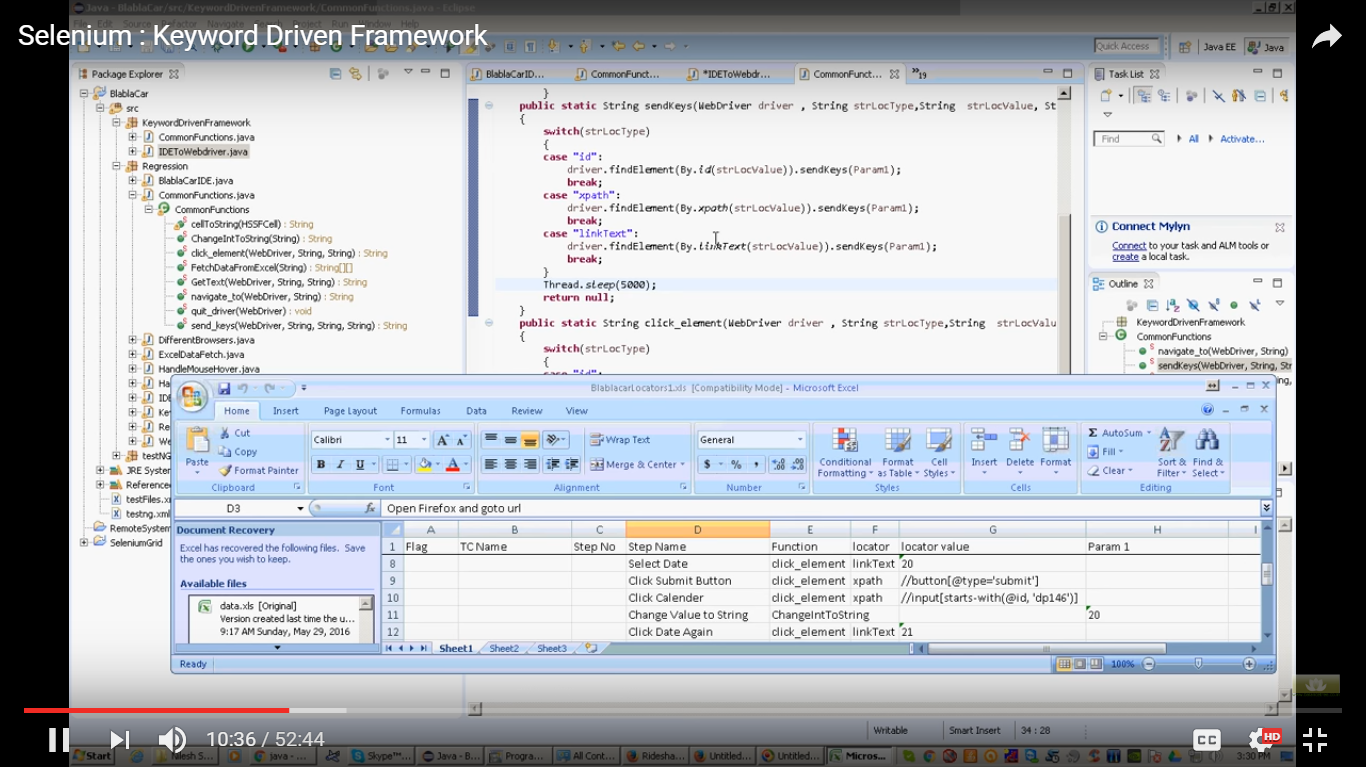 Java - BlablaCar/src/KeywordDrivenFramework/CommonFunctions.java - Eclipse
Selenium : Keyword Driven Framework
Quick Access
Java EE
Java
Package Explorer
BlablaCar
src
KeywordDrivenFramework
CommonFunctions.java
IDEToWebdriver.java
Regression
BlablaCarIDE.java
CommonFunctions.java
CommonFunctions
cellToString(HSSFCell) : String
ChangeIntToString(String) : String
click_element(WebDriver, String, String) : String
FetchDataFromExcel(String) : String[][]
GetText(WebDriver, String, String) : String
navigate_to(WebDriver, String) : String
quit_driver(WebDriver) : void
send_keys(WebDriver, String, String, String) : String
DifferentBrowsers.java
ExcelDataFetch.java
HandleMouseHover.java
Ha
IDE
Key
Re
We
testNG
JRE System
Reference
testFiles.x
testng.xml
RemoteSystem
SeleniumGrid
BlablaCarID...
CommonFunct...
*IDEToWebdr...
CommonFunct...
»19
}
public static String sendKeys(WebDriver driver , String strLocType,String strLocValue, St
{
switch(strLocType)
{
case "id":
driver.findElement(By.id(strLocValue)).sendKeys(Param1);
break;
case "xpath":
driver.findElement(By.xpath(strLocValue)).sendKeys(Param1);
break;
case "linkText":
driver.findElement(By.linkText(strLocValue)).sendKeys(Param1);
break;
}
Thread.sleep(5000);
return null;
}
public static String click_element(WebDriver driver , String strLocType,String strLocValu
{
switch(strLocType)
{
case "id":
Task List
Find
All
Activate...
Connect Mylyn
Connect to your task and ALM tools or
create a local task.
Outline
KeywordDrivenFramework
CommonFunctions
navigate_to(WebDriver, String)
sendKeys(WebDriver, String, Str
BlablacarLocators1.xls [Compatibility Mode] - Microsoft Excel
Home Insert Page Layout Formulas Data Review View
Paste
Cut
Copy
Format Painter
Clipboard
Calibri 11
B I U
Font
Wrap Text
Merge & Center
Alignment
General
$ % ,
Number
Conditional Formatting
Format as Table
Cell Styles
Styles
Insert Delete Format
Cells
AutoSum
Fill
Clear
Sort & Filter
Find & Select
Editing
D3 fx Open Firefox and goto url
Document Recovery
Excel has recovered the following files. Save
the ones you wish to keep.
Available files
data.xls [Original]
Version created last time the u...
9:17 AM Sunday, May 29, 2016
A B C D E F G H I
1 Flag TC Name Step No Step Name Function locator locator value Param 1
8 Select Date click_element linkText 20
9 Click Submit Button click_element xpath //button[@type='submit']
10 Click Calender click_element xpath //input[starts-with(@id, 'dp146')]
11 Change Value to String ChangeIntToString 20
12 Click Date Again click_element linkText 21
Sheet1 Sheet2 Sheet3
Ready
100%
10:36 / 52:44
CC
HD
Writable Smart Insert 34 : 28
Start
Nilesh S...
java - ...
Skype™...
Java - B...
Progra...
All Cont...
Ridesha...
Untitled...
Untitled...
Micros...
3:30 PM